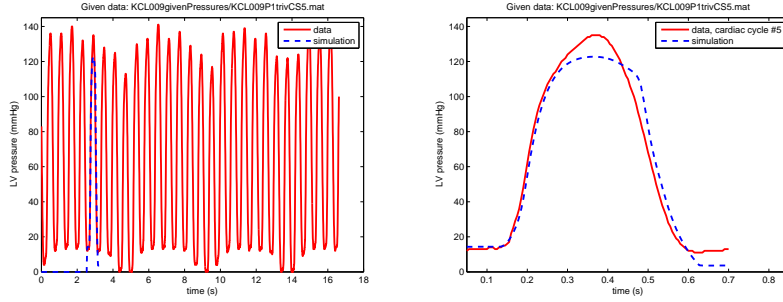 Given data: KCL009givenPressures/KCL009P1trivCS5.mat
data
simulation
LV pressure (mmHg)
140
120
100
80
60
40
20
0
0 2 4 6 8 10 12 14 16 18
time (s)
Given data: KCL009givenPressures/KCL009P1trivCS5.mat
data, cardiac cycle #5
simulation
LV pressure (mmHg)
140
120
100
80
60
40
20
0
0.1 0.2 0.3 0.4 0.5 0.6 0.7 0.8
time (s)